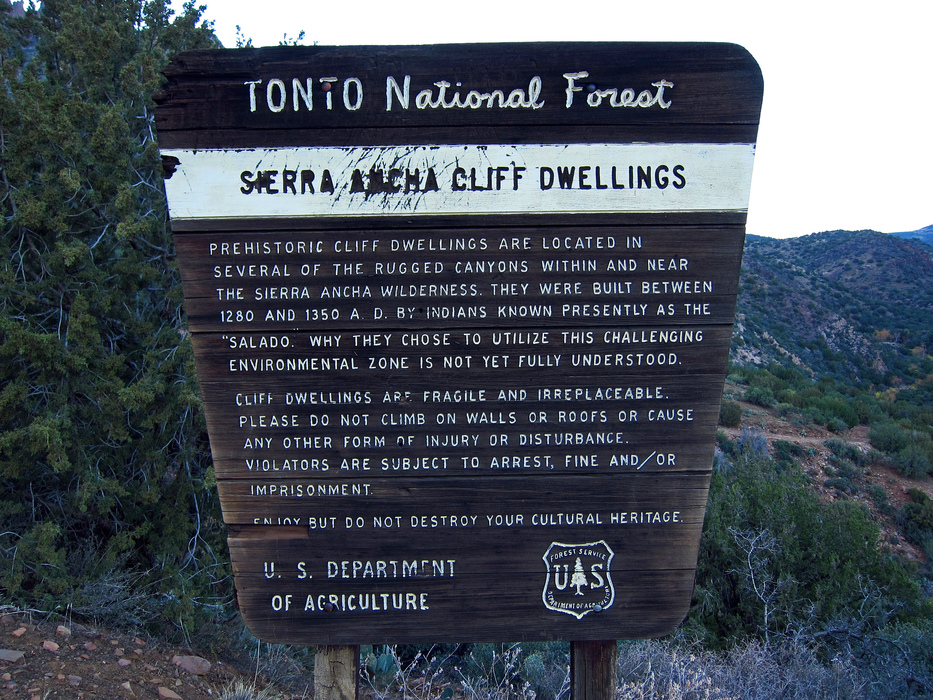 TONTO National Forest
SIERRA ANCHA CLIFF DWELLINGS
PREHISTORIC CLIFF DWELLINGS ARE LOCATED IN
SEVERAL OF THE RUGGED CANYONS WITHIN AND NEAR
THE SIERRA ANCHA WILDERNESS. THEY WERE BUILT BETWEEN
1280 AND 1350 A. D. BY INDIANS KNOWN PRESENTLY AS THE
"SALADO. WHY THEY CHOSE TO UTILIZE THIS CHALLENGING
ENVIRONMENTAL ZONE IS NOT YET FULLY UNDERSTOOD.
CLIFF DWELLINGS ARE FRAGILE AND IRREPLACEABLE.
PLEASE DO NOT CLIMB ON WALLS OR ROOFS OR CAUSE
ANY OTHER FORM OF INJURY OR DISTURBANCE.
VIOLATORS ARE SUBJECT TO ARREST, FINE AND/OR
IMPRISONMENT.
ENJOY BUT DO NOT DESTROY YOUR CULTURAL HERITAGE.
U. S. DEPARTMENT
OF AGRICULTURE
FOREST SERVICE
U S
DEPARTMENT OF AGRICULTURE